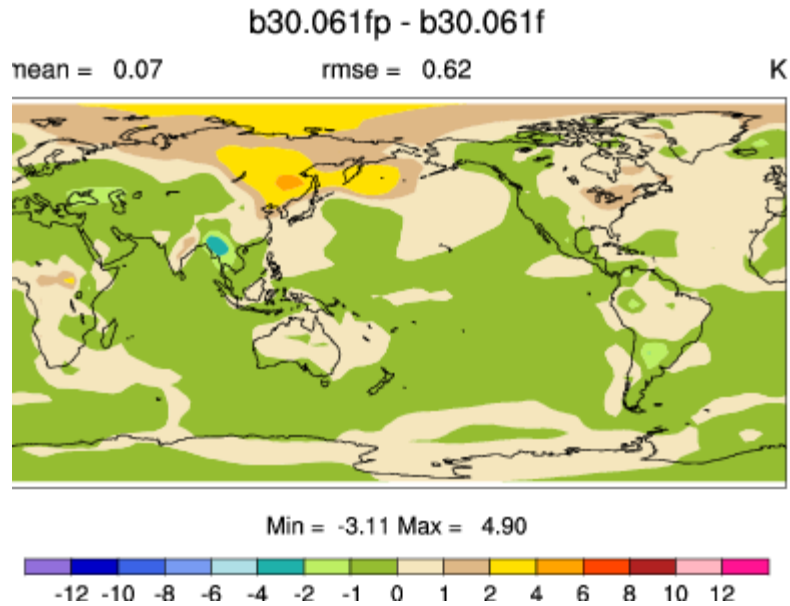 b30.061fp - b30.061f
mean = 0.07 rmse = 0.62 K
Min = -3.11 Max = 4.90
-12 -10 -8 -6 -4 -2 -1 0 1 2 4 6 8 10 12